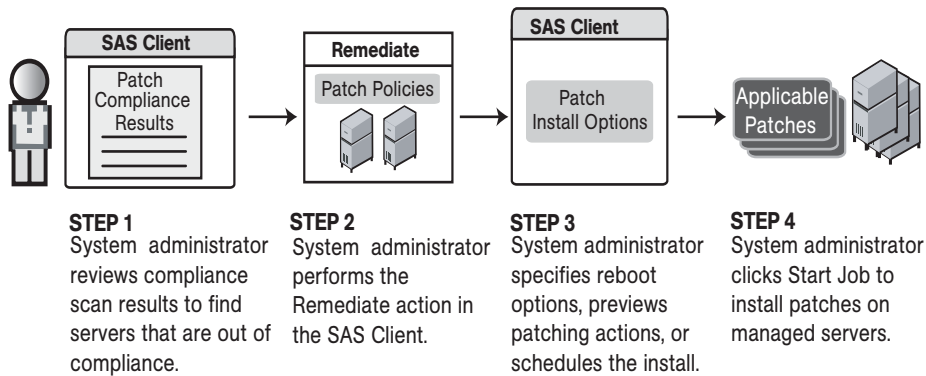 SAS Client
Patch
Compliance
Results
Remediate
Patch Policies
SAS Client
Patch
Install Options
Applicable
Patches
STEP 1
System administrator
reviews compliance
scan results to find
servers that are out of
compliance.
STEP 2
System administrator
performs the
Remediate action in
the SAS Client.
STEP 3
System administrator
specifies reboot
options, previews
patching actions, or
schedules the install.
STEP 4
System administrator
clicks Start Job to
install patches on
managed servers.